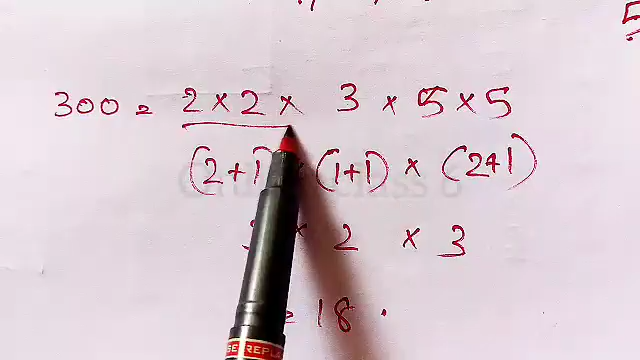 300 = 2 × 2 × 3 × 5 × 5
(2+1) × (1+1) × (2+1)
× 2 × 3
= 18